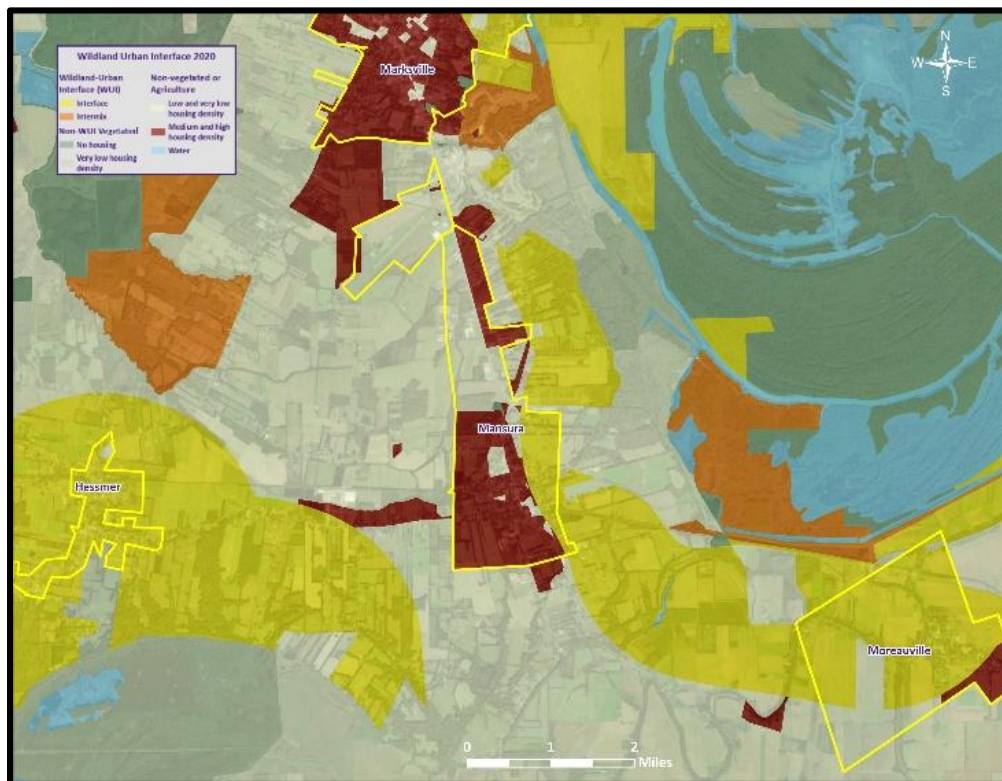 Wildland Urban Interface 2020
Wildland-Urban
Interface (WUI)
Interface
Intermix
Non-WUI Vegetated
No housing
Very low housing
density
Non-vegetated or
Agriculture
Low and very low
housing density
Medium and high
housing density
Water
Marksville
N
W E
S
Mansura
Hessmer
Moreauville
0 1 2
Miles